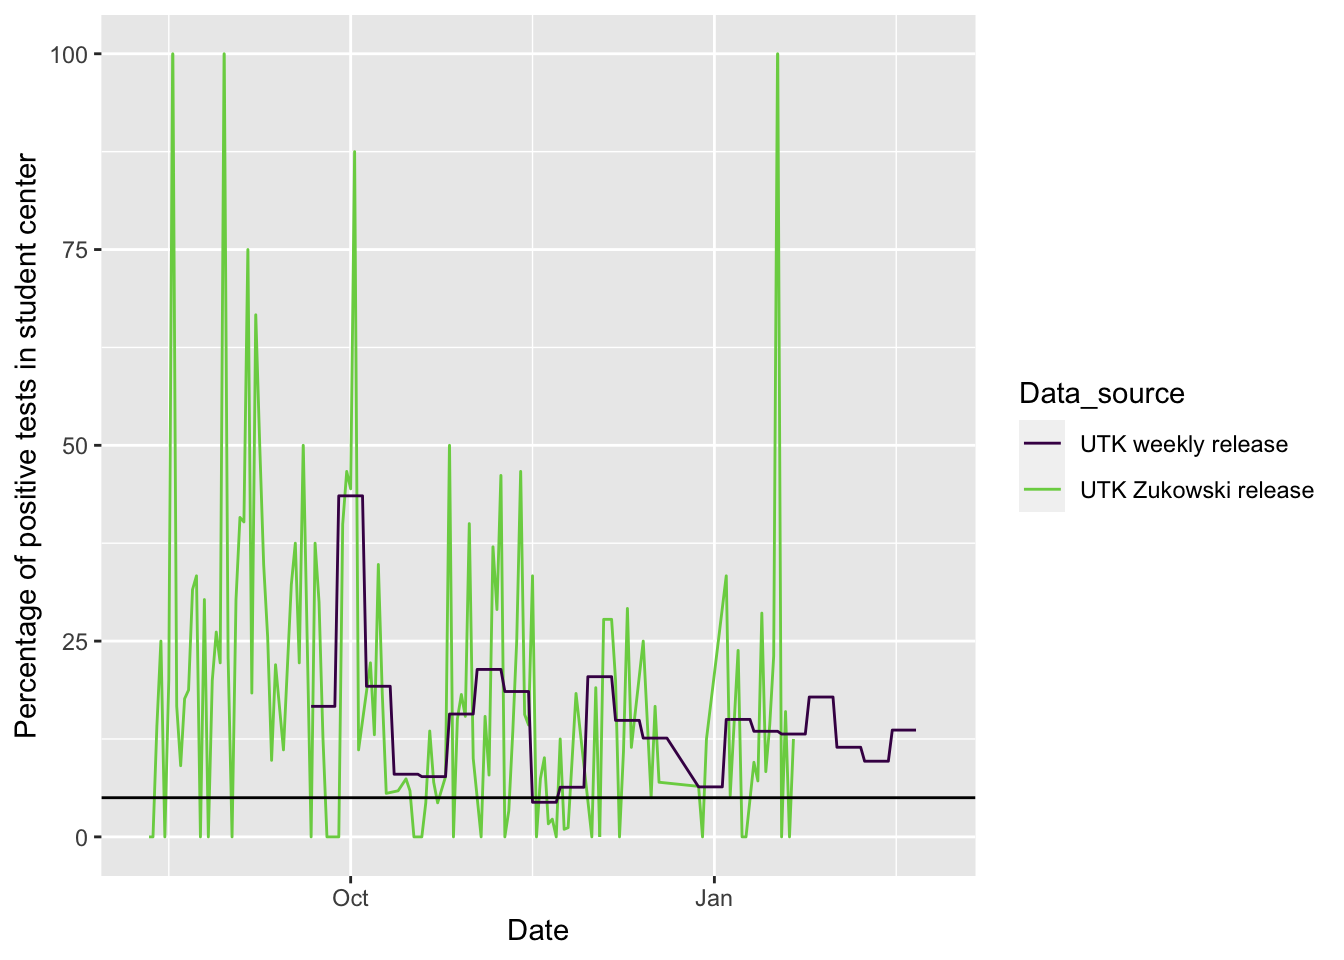 Percentage of positive tests in student center
100
75
50
25
0
Oct
Jan
Date
Data_source
UTK weekly release
UTK Zukowski release